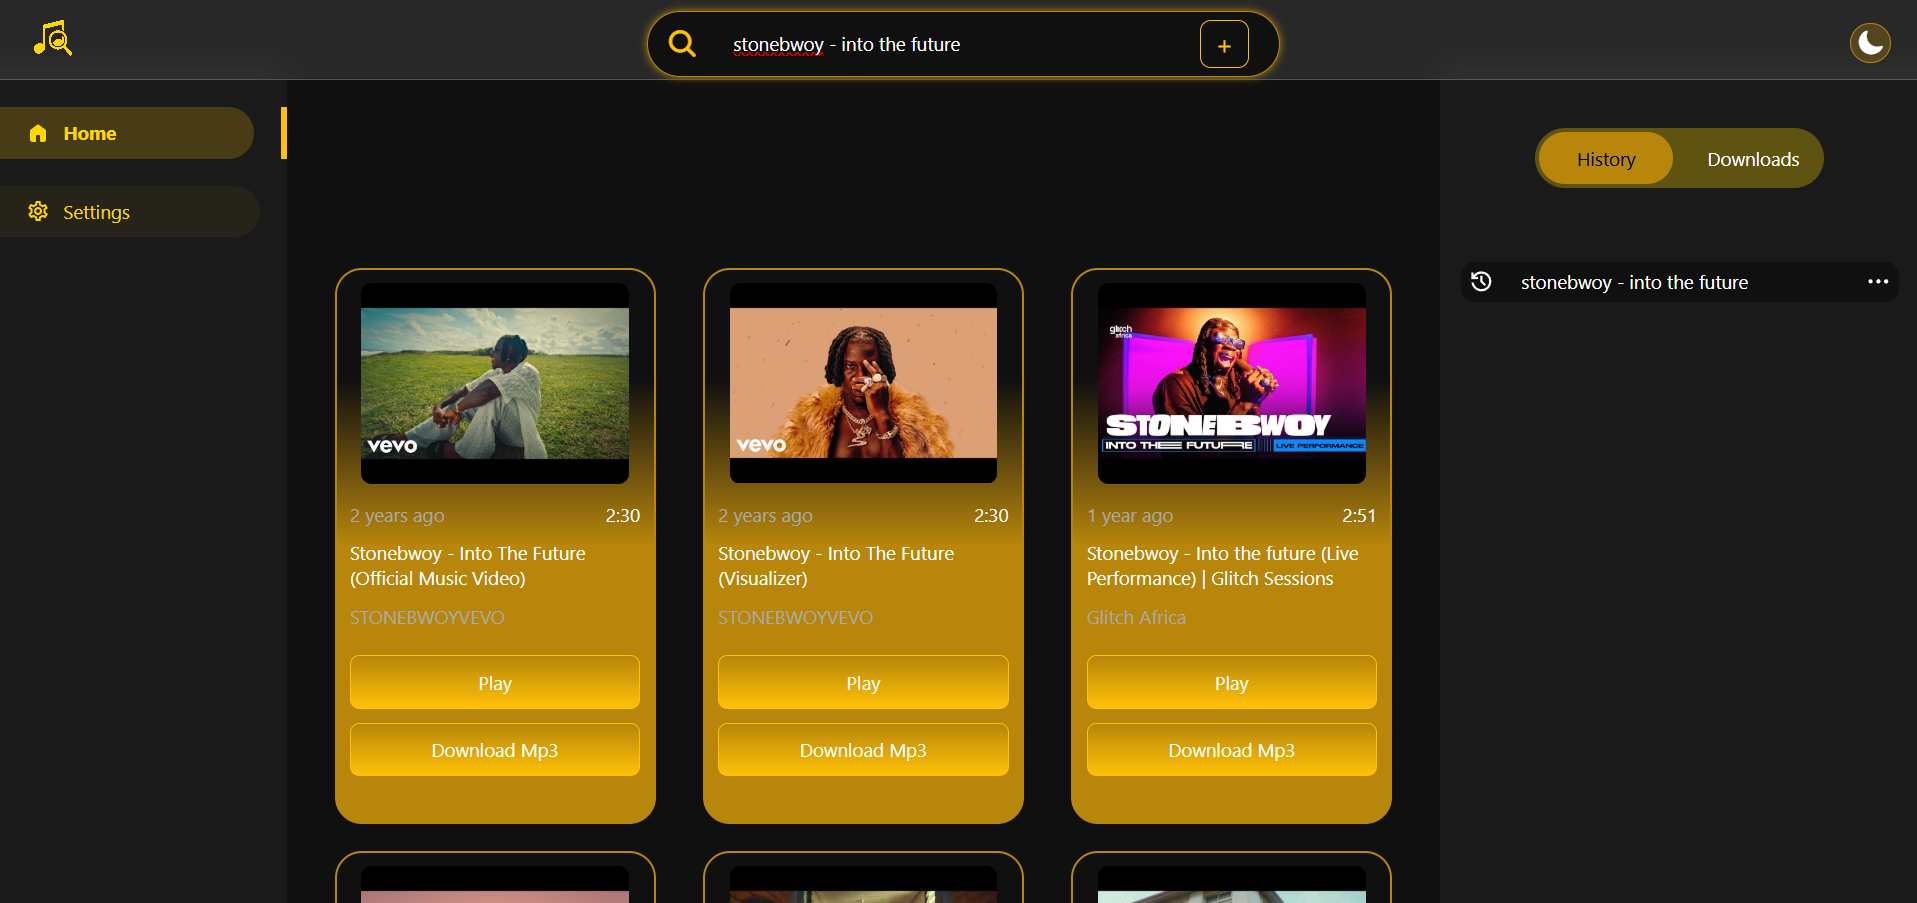 stonebwoy - into the future
+
Home
Settings
History
Downloads
stonebwoy - into the future
vevo
2 years ago
2:30
Stonebwoy - Into The Future
(Official Music Video)
STONEBWOYVEVO
Play
Download Mp3
vevo
2 years ago
2:30
Stonebwoy - Into The Future
(Visualizer)
STONEBWOYVEVO
Play
Download Mp3
glitch
africa
STONEBWOY
INTO THE FUTURE
LIVE PERFORMANCE
1 year ago
2:51
Stonebwoy - Into the future (Live
Performance) | Glitch Sessions
Glitch Africa
Play
Download Mp3